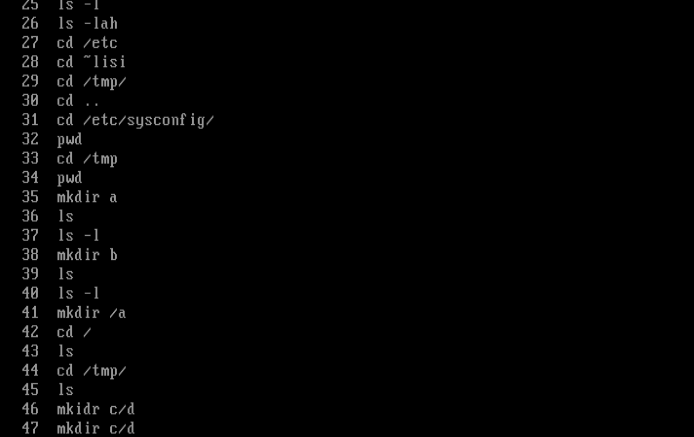 25 ls -l
26 ls -lah
27 cd /etc
28 cd ~lisi
29 cd /tmp/
30 cd ..
31 cd /etc/sysconfig/
32 pwd
33 cd /tmp
34 pwd
35 mkdir a
36 ls
37 ls -l
38 mkdir b
39 ls
40 ls -l
41 mkdir /a
42 cd /
43 ls
44 cd /tmp/
45 ls
46 mkidr c/d
47 mkdir c/d